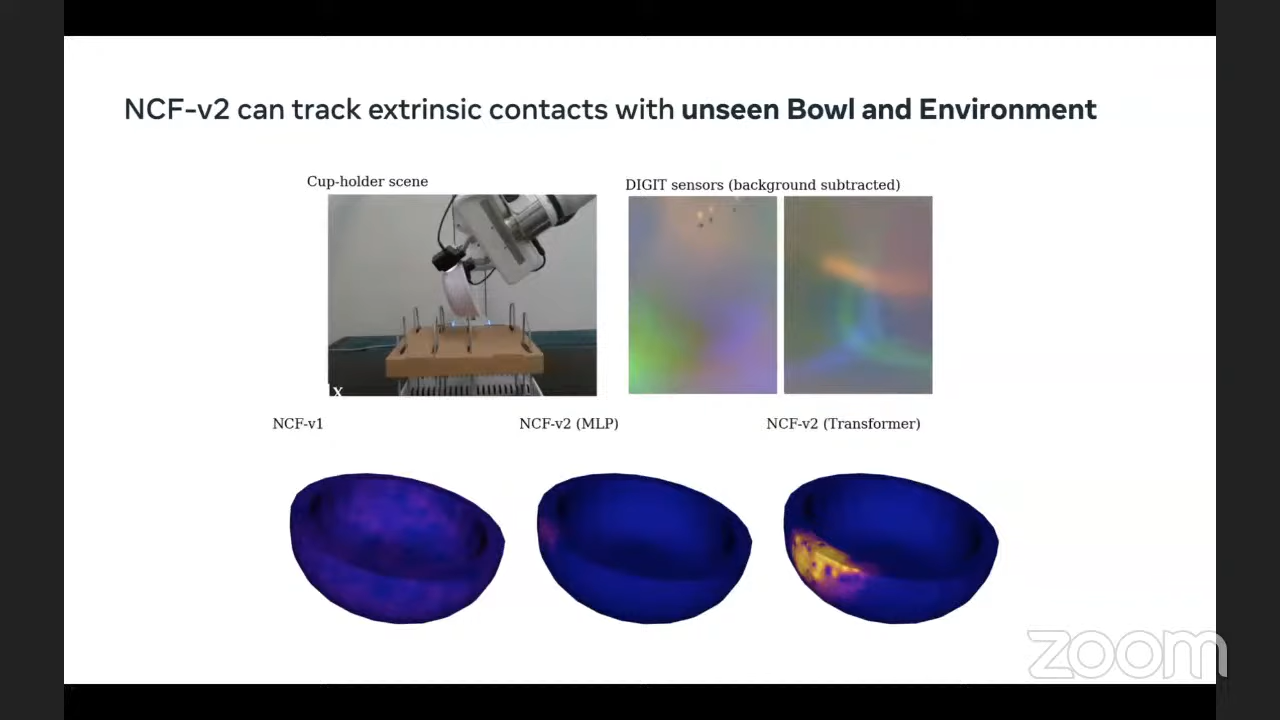 NCF-v2 can track extrinsic contacts with unseen Bowl and Environment
Cup-holder scene
DIGIT sensors (background subtracted)
X
NCF-v1
NCF-v2 (MLP)
NCF-v2 (Transformer)
zoom